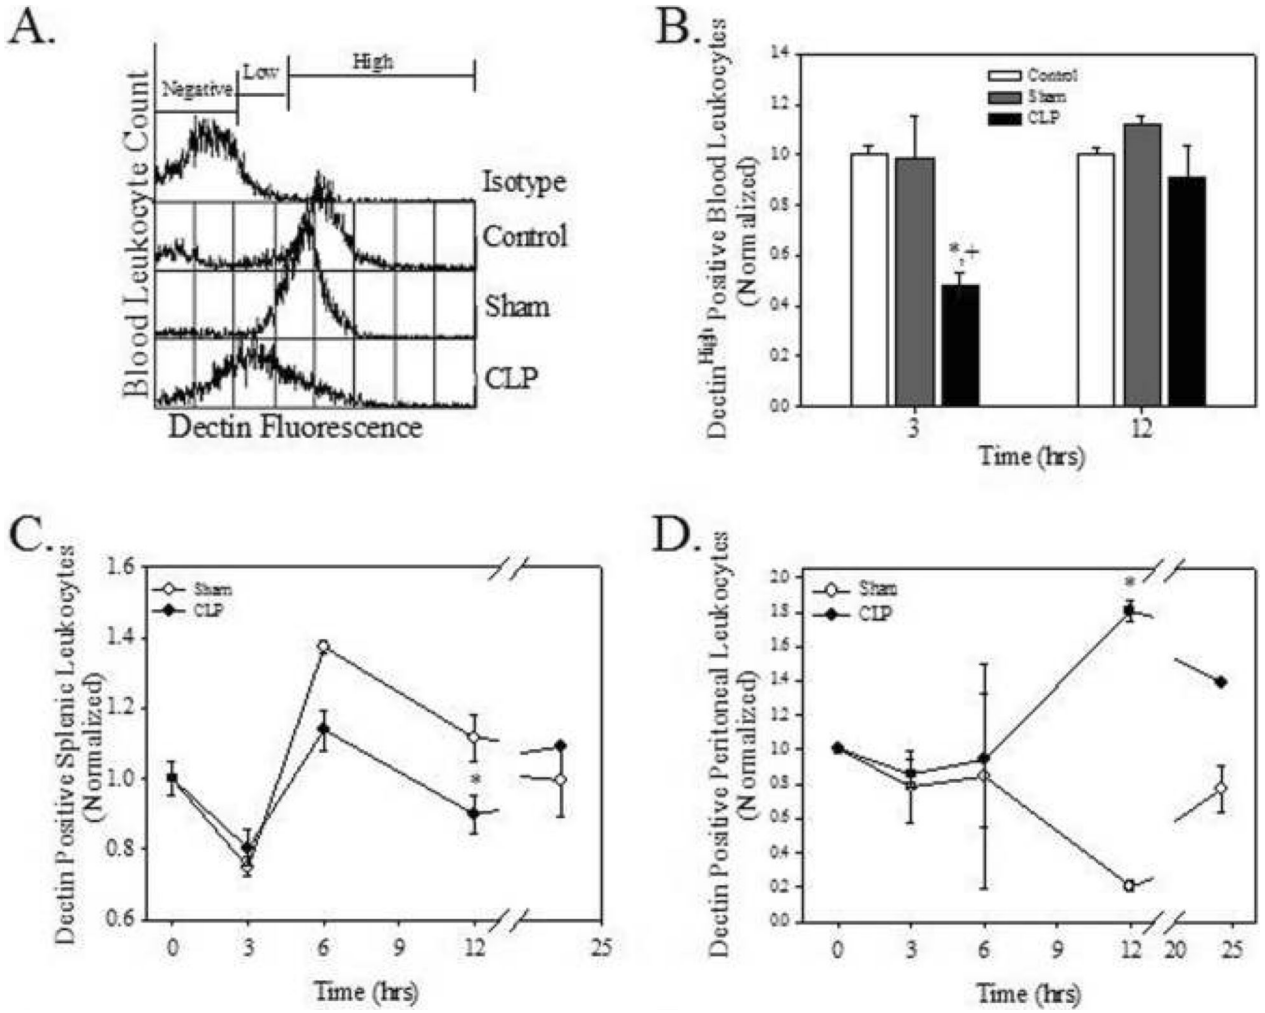 A.
Negative
Low
High
Isotype
Control
Sham
CLP
Blood Leukocyte Count
Dectin Fluorescence
B.
Dectin^High Positive Blood Leukocytes
(Normalized)
1.4
1.2
1.0
0.8
0.6
0.4
0.2
0.0
Control
Sham
CLP
*,+
3 12
Time (hrs)
C.
Dectin Positive Splenic Leukocytes
(Normalized)
1.6
1.4
1.2
1.0
0.8
0.6
Sham
CLP
*
0 3 6 9 12 25
Time (hrs)
D.
Dectin Positive Peritoneal Leukocytes
(Normalized)
2.0
1.8
1.6
1.4
1.2
1.0
0.8
0.6
0.4
0.2
0.0
Sham
CLP
*
0 3 6 9 12 20 25
Time (hrs)